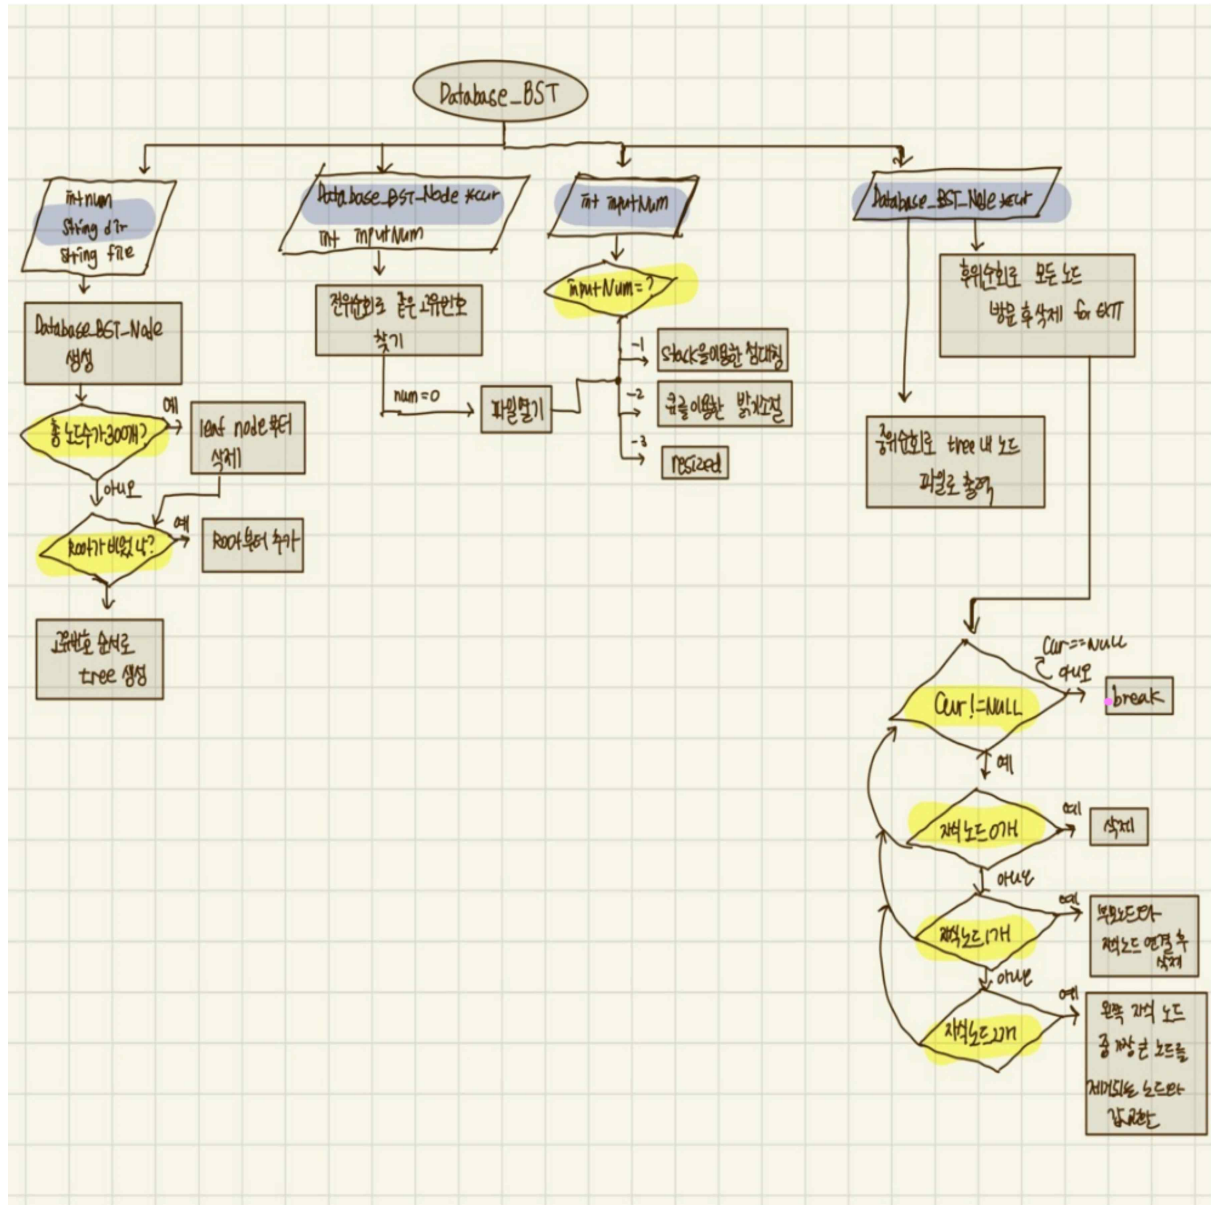 Database_BST
int num
String dir
String file
Database_BST_Node
생성
총 노드수가 300개?
예
leaf node부터
삭제
아니오
Root가 비었나?
예
Root부터 추가
고유번호 순서로
tree 생성
Database_BST_Node *cur
int inputNum
전위순회로 같은 고유번호
찾기
num=0
파일열기
int inputNum
inputNum=?
-1
stack을 이용한 점대칭
-2
큐를 이용한 밝기조절
-3
resized
Database_BST_Node *cur
후위순회로 모든 노드
방문 후 삭제 for EXIT
중위순회로 tree 내 노드
파일로 출력
Cur==NULL
아니오
Cur!=NULL
break
예
자식노드 0개
예
삭제
아니오
자식노드 1개
예
부모노드와
자식노드 연결 후
삭제
아니오
자식노드 2개
예
왼쪽 자식 노드
중 가장 큰 노드를
제거되는 노드와